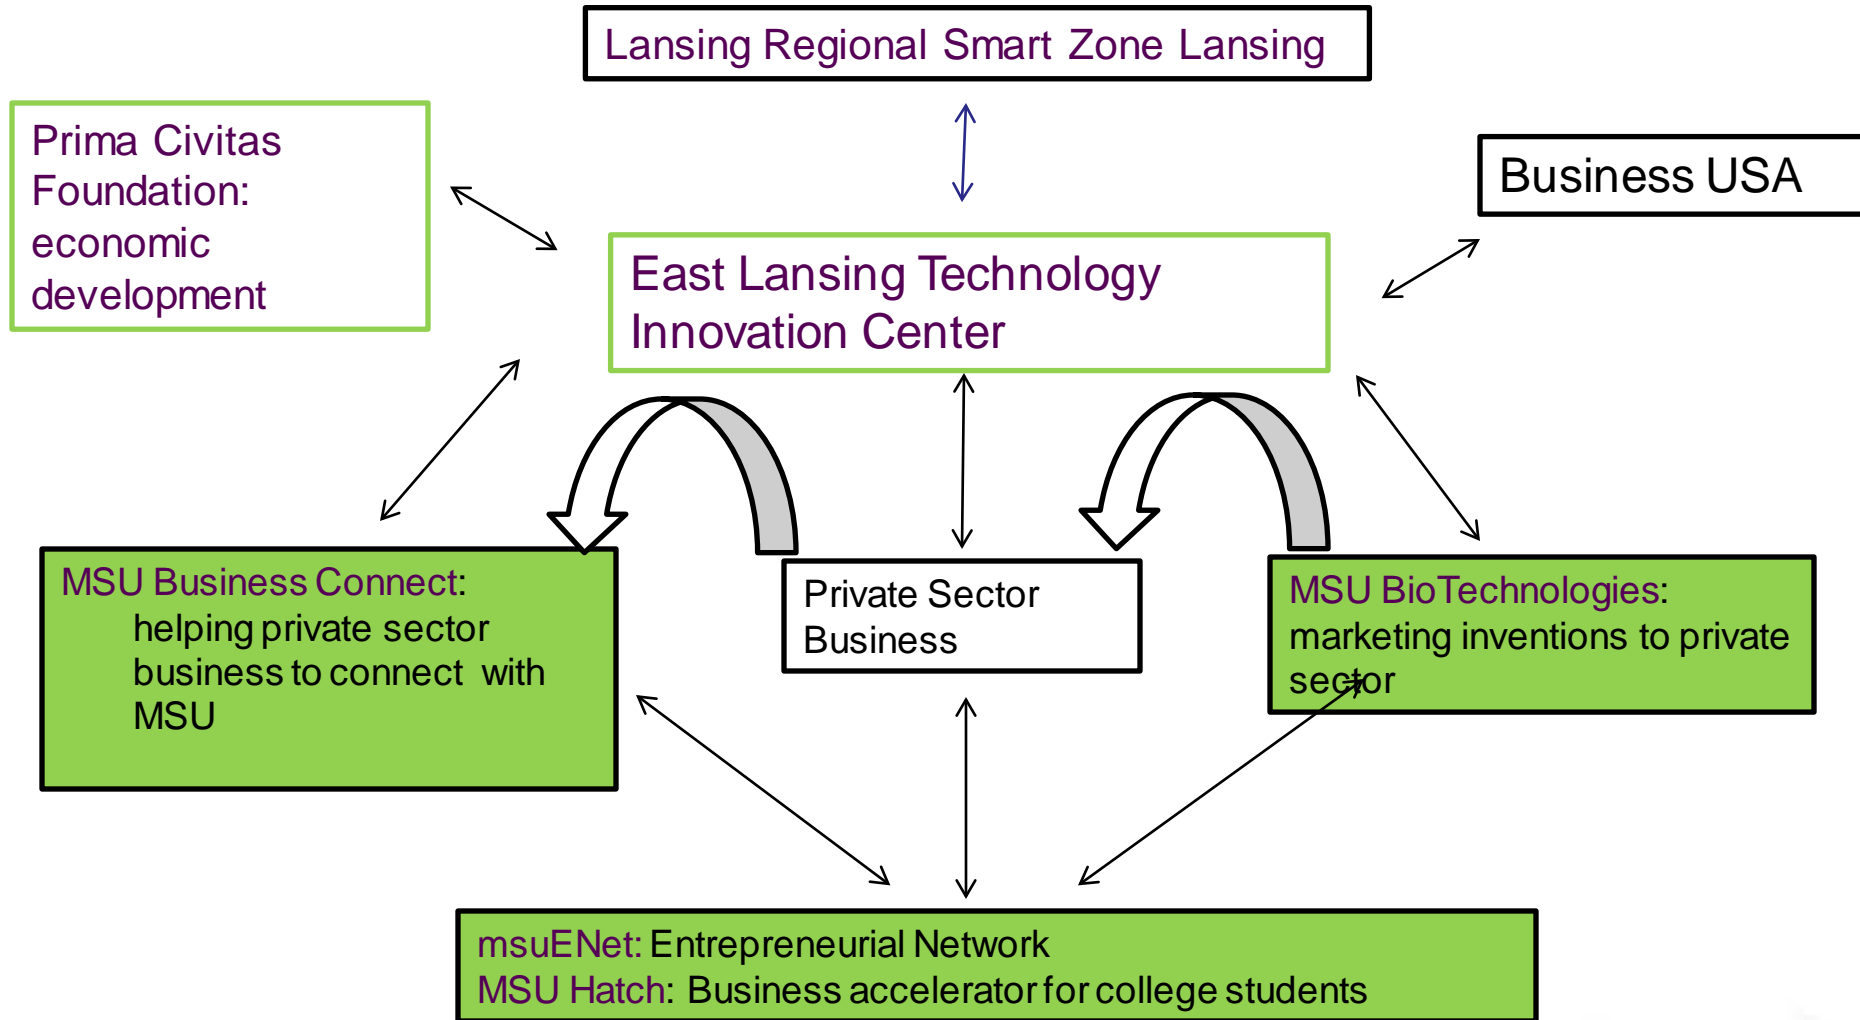 Lansing Regional Smart Zone Lansing
Prima Civitas
Foundation:
economic
development
Business USA
East Lansing Technology
Innovation Center
MSU Business Connect:
helping private sector
business to connect with
MSU
Private Sector
Business
MSU BioTechnologies:
marketing inventions to private
sector
msuENet: Entrepreneurial Network
MSU Hatch: Business accelerator for college students